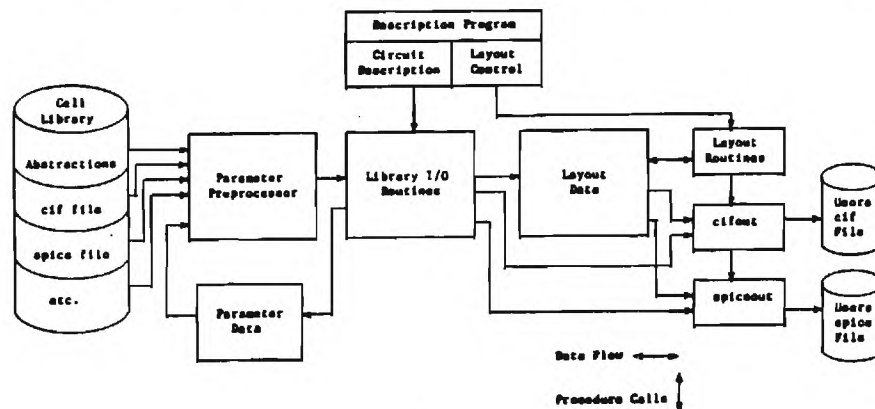 Description Program
Circuit
Description
Layout
Control
Cell
Library
Abstractions
cif file
spice file
etc.
Parameter
Preprocessor
Library I/O
Routines
Layout
Data
Layout
Routines
cifout
spiceout
Users
cif
File
Users
spice
File
Parameter
Data
Data Flow
Procedure Calls